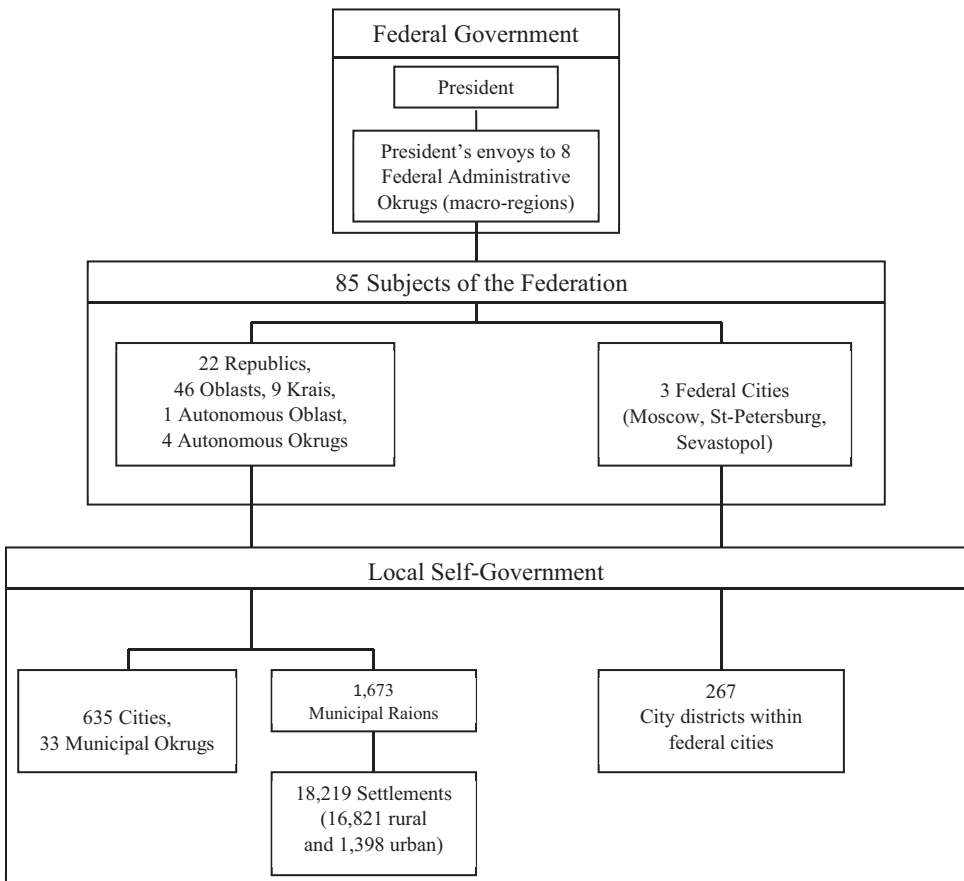 Federal Government
President
President’s envoys to 8
Federal Administrative
Okrugs (macro-regions)
85 Subjects of the Federation
22 Republics,
46 Oblasts, 9 Krais,
1 Autonomous Oblast,
4 Autonomous Okrugs
3 Federal Cities
(Moscow, St-Petersburg,
Sevastopol)
Local Self-Government
635 Cities,
33 Municipal Okrugs
1,673
Municipal Raions
18,219 Settlements
(16,821 rural
and 1,398 urban)
267
City districts within
federal cities